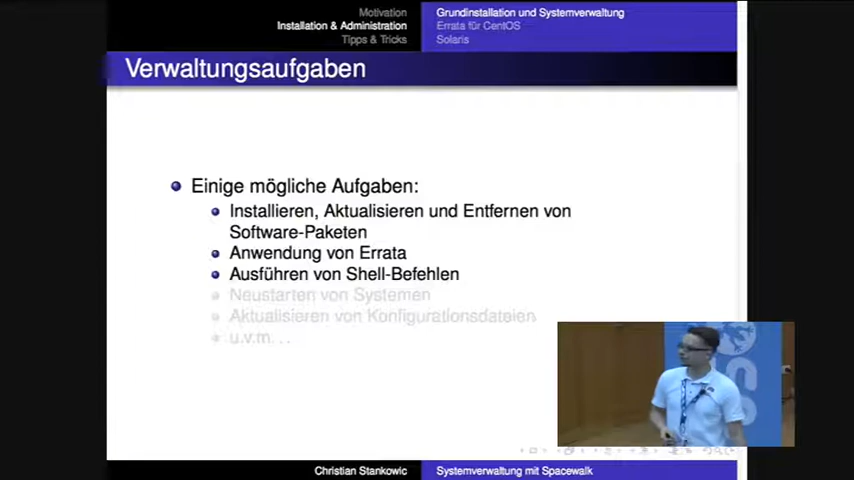 Motivation
Installation & Administration
Tipps & Tricks
Grundinstallation und Systemverwaltung
Errata für CentOS
Solaris
Verwaltungsaufgaben
Einige mögliche Aufgaben:
Installieren, Aktualisieren und Entfernen von
Software-Paketen
Anwendung von Errata
Ausführen von Shell-Befehlen
Neustarten von Systemen
Aktualisieren von Konfigurationsdateien
u.v.m. . .
Christian Stankowic
Systemverwaltung mit Spacewalk